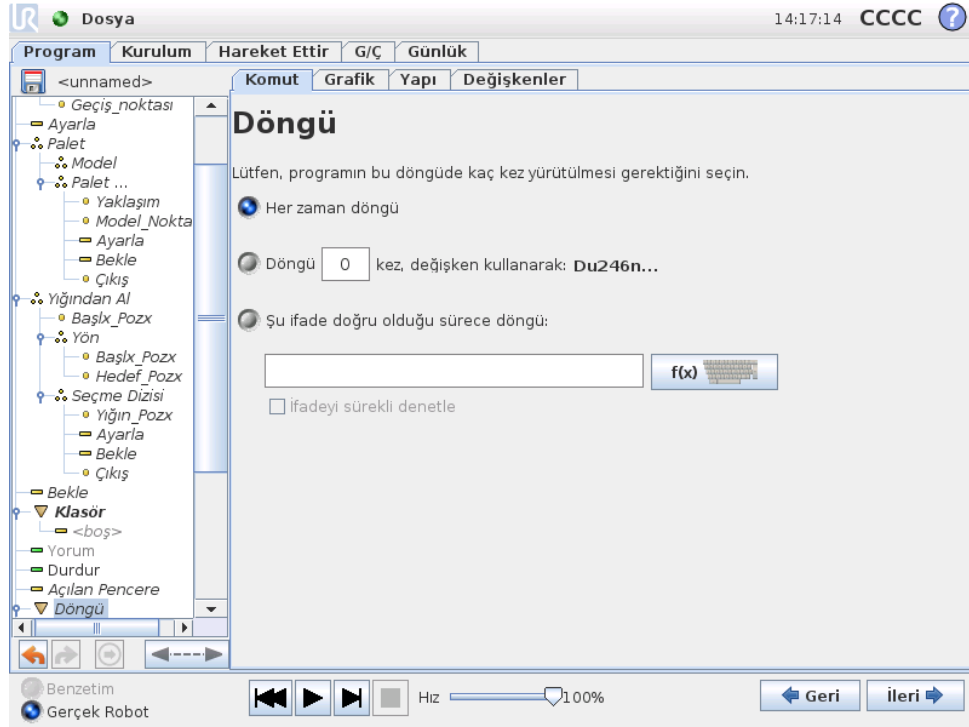 Dosya 14:17:14 CCCC ?
Program Kurulum Hareket Ettir G/Ç Günlük
<unnamed>
Komut Grafik Yapı Değişkenler
Geçiş_noktası
Ayarla
Palet
Model
Palet ...
Yaklaşım
Model_Nokta
Ayarla
Bekle
Çıkış
Yığından Al
Başlx_Pozx
Yön
Başlx_Pozx
Hedef_Pozx
Seçme Dizisi
Yığın_Pozx
Ayarla
Bekle
Çıkış
Bekle
Klasör
<boş>
Yorum
Durdur
Açılan Pencere
Döngü
Döngü
Lütfen, programın bu döngüde kaç kez yürütülmesi gerektiğini seçin.
Her zaman döngü
Döngü 0 kez, değişken kullanarak: Du246n...
Şu ifade doğru olduğu sürece döngü:
f(x)
İfadeyi sürekli denetle
Benzetim
Gerçek Robot
Hız 100%
Geri İleri